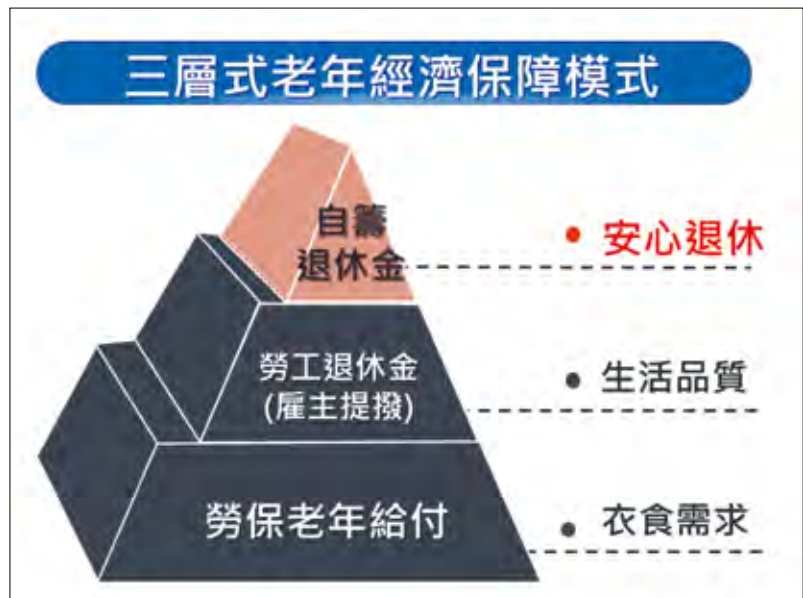 三層式老年經濟保障模式
自籌
退休金
• 安心退休
勞工退休金
(雇主提撥)
• 生活品質
勞保老年給付
• 衣食需求